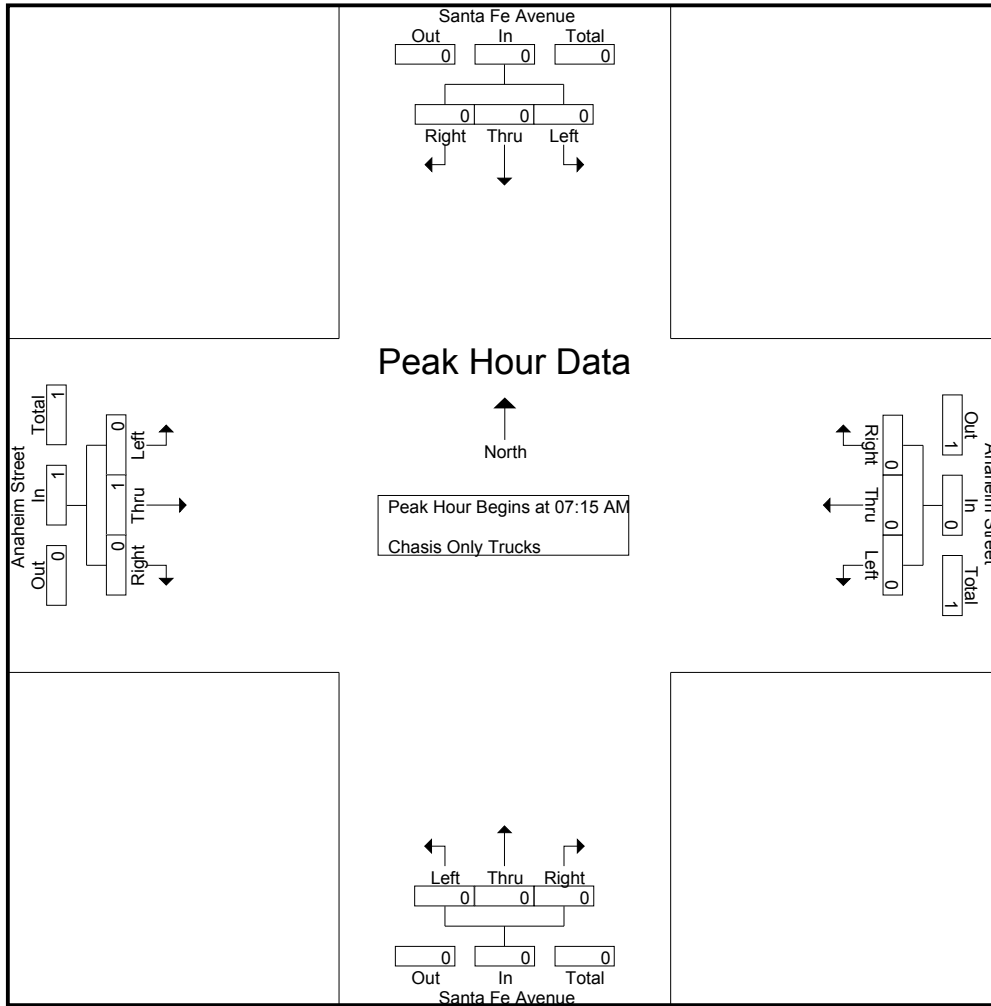 Santa Fe Avenue
Out In Total
0 0 0
0 0 0
Right Thru Left
Peak Hour Data
North
Peak Hour Begins at 07:15 AM
Chasis Only Trucks
Anaheim Street
Out In Total
0 1 1
Right Thru Left
0 1 0
Anaheim Street
Out In Total
1 0 1
Right Thru Left
0 0 0
Left Thru Right
0 0 0
0 0 0
Out In Total
Santa Fe Avenue